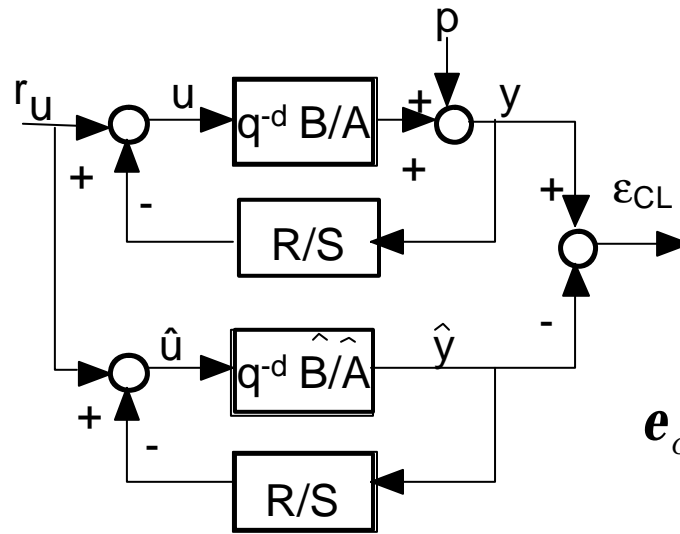 p
r_u
u
q^-d B/A
+
y
+
+
-
+
ε_CL
R/S
-
û
q^-d B̂/Â
ŷ
+
-
e
R/S